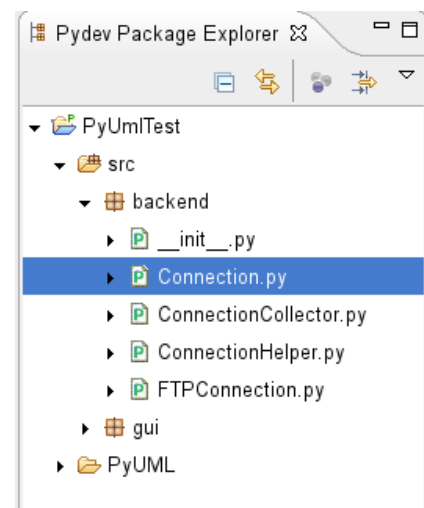 Pydev Package Explorer
PyUmlTest
src
backend
__init__.py
Connection.py
ConnectionCollector.py
ConnectionHelper.py
FTPConnection.py
gui
PyUML